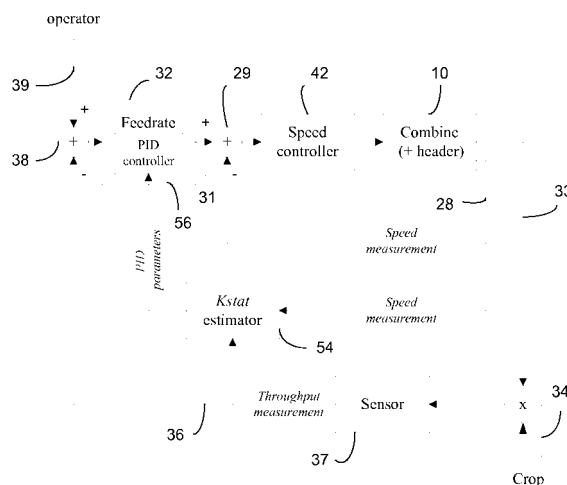 operator
39
32
29
42
10
+
Feedrate
PID
controller
+
+
Speed
controller
Combine
(+ header)
38
+
-
-
31
56
28
33
PID
parameters
Speed
measurement
Kstat
estimator
Speed
measurement
54
Throughput
measurement
Sensor
x
34
36
37
Crop